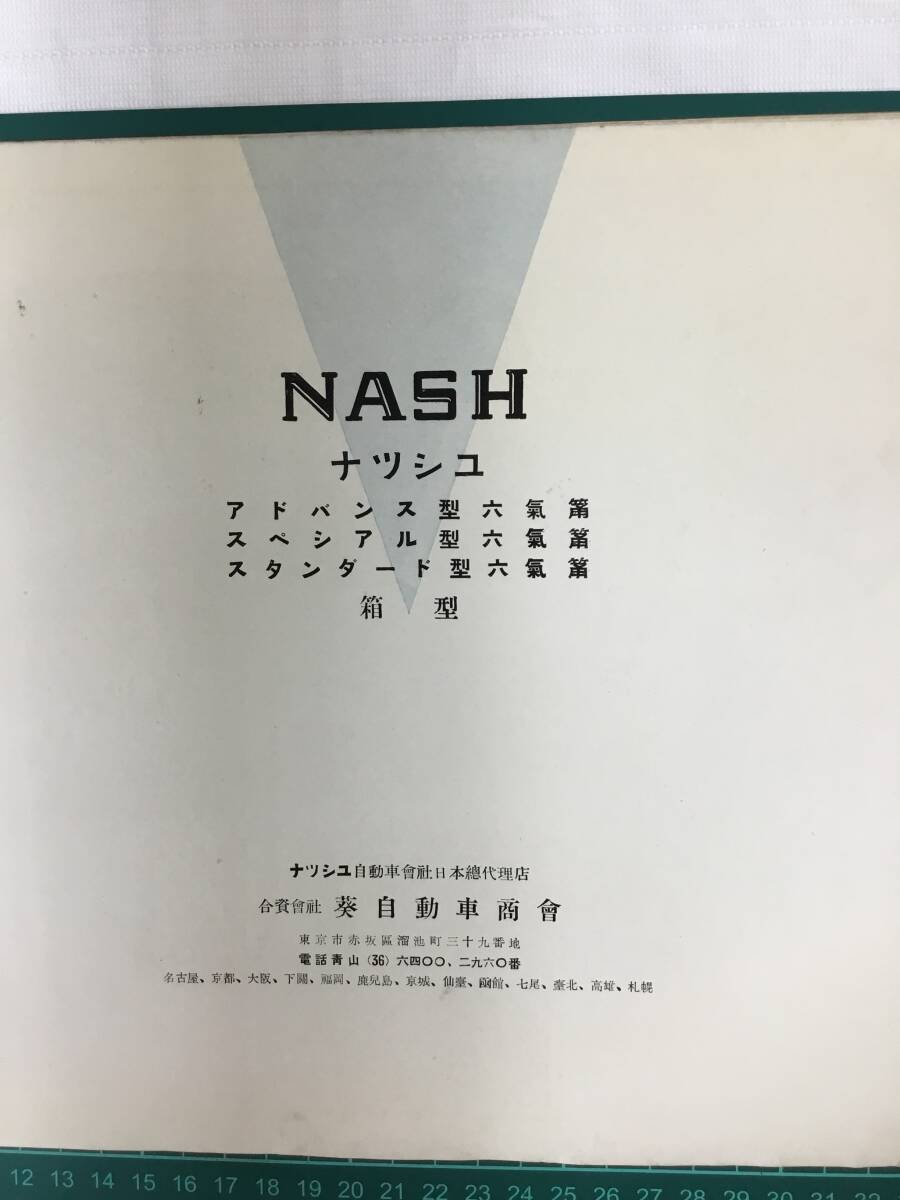 NASH
ナツシユ
アドバンス型六氣筩
スペシアル型六氣筩
スタンダード型六氣筩
箱型
ナツシユ自動車會社日本總代理店
合資會社 葵自動車商會
東京市赤坂區溜池町三十九番地
電話靑山(36)六四〇〇、二九六〇番
名古屋、京都、大阪、下關、福岡、鹿兒島、京城、仙臺、凾館、七尾、臺北、高雄、札幌
12 13 14 15 16 17 18 19 20 21 22 23 24 25 26 27 28 29 30 31 32